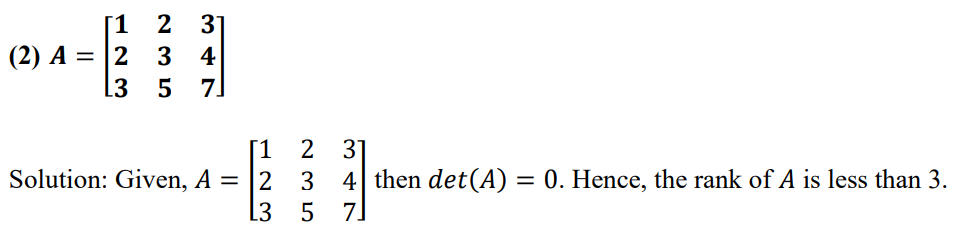 (2) A = [1 2 3
2 3 4
3 5 7]
Solution: Given, A = [1 2 3
2 3 4
3 5 7] then det(A) = 0. Hence, the rank of A is less than 3.